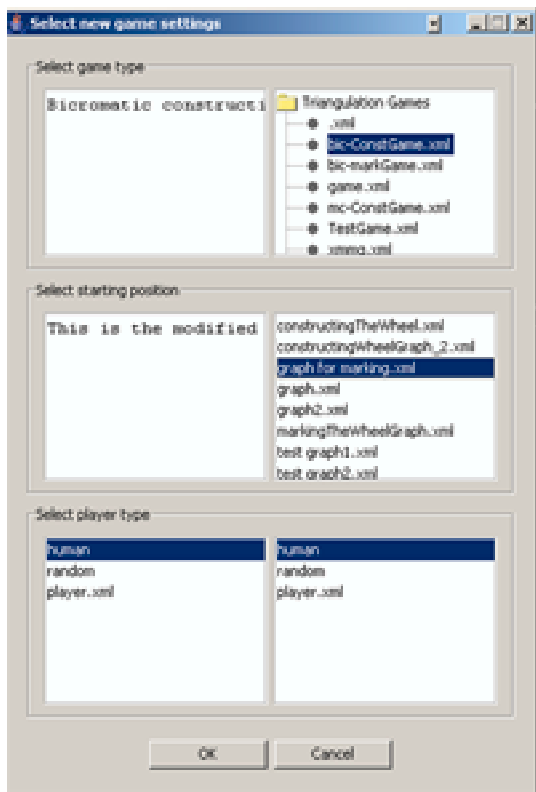 Select new game settings
Select game type
Bicromatic constructi
Triangulation Games
.xml
bic-ConstGame.xml
bic-markGame.xml
game.xml
mc-ConstGame.xml
TestGame.xml
xmmg.xml
Select starting position
This is the modified
constructingTheWheel.xml
constructingWheelGraph_2.xml
graph for marking.xml
graph.xml
graph2.xml
markingTheWheelGraph.xml
test graph1.xml
test graph2.xml
Select player type
human
random
player.xml
human
random
player.xml
OK
Cancel